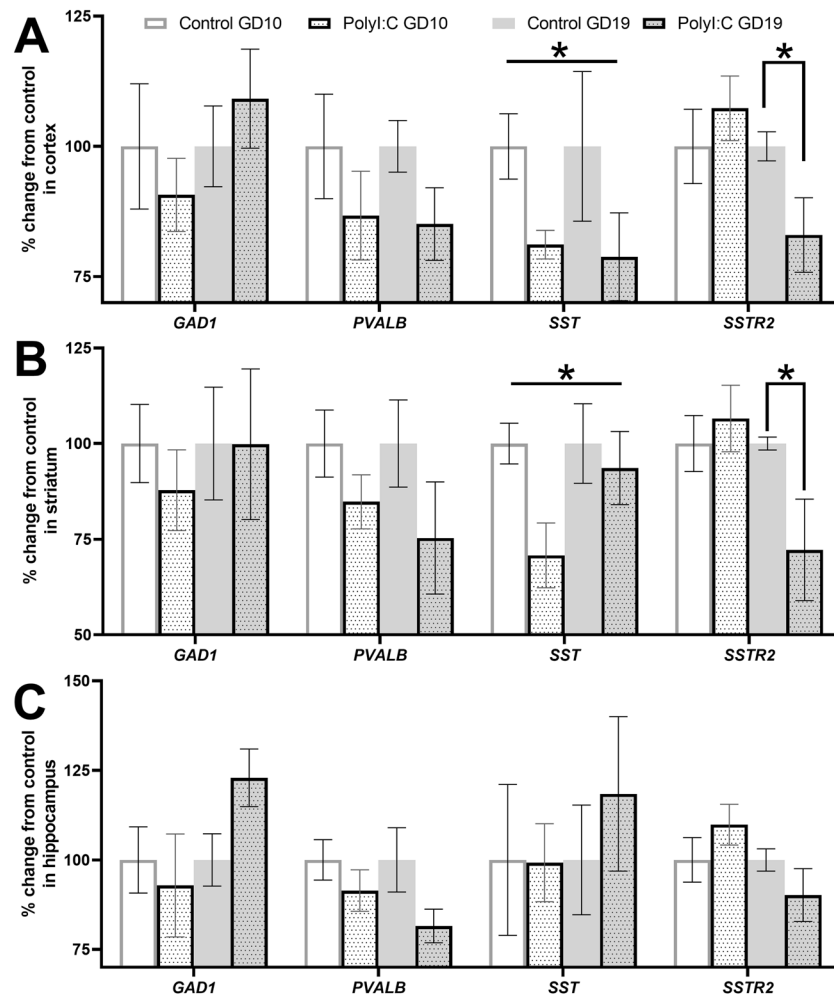 A
Control GD10 PolyI:C GD10 Control GD19 PolyI:C GD19
% change from control
in cortex
125
100
75
*
*
GAD1 PVALB SST SSTR2
B
% change from control
in striatum
125
100
75
50
*
*
GAD1 PVALB SST SSTR2
C
% change from control
in hippocampus
150
125
100
75
GAD1 PVALB SST SSTR2